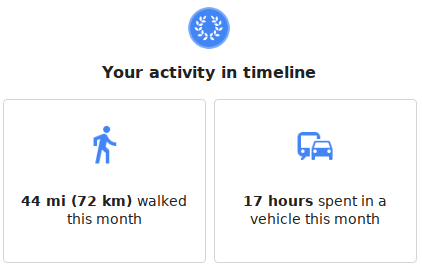 Your activity in timeline
44 mi (72 km) walked
this month
17 hours spent in a
vehicle this month